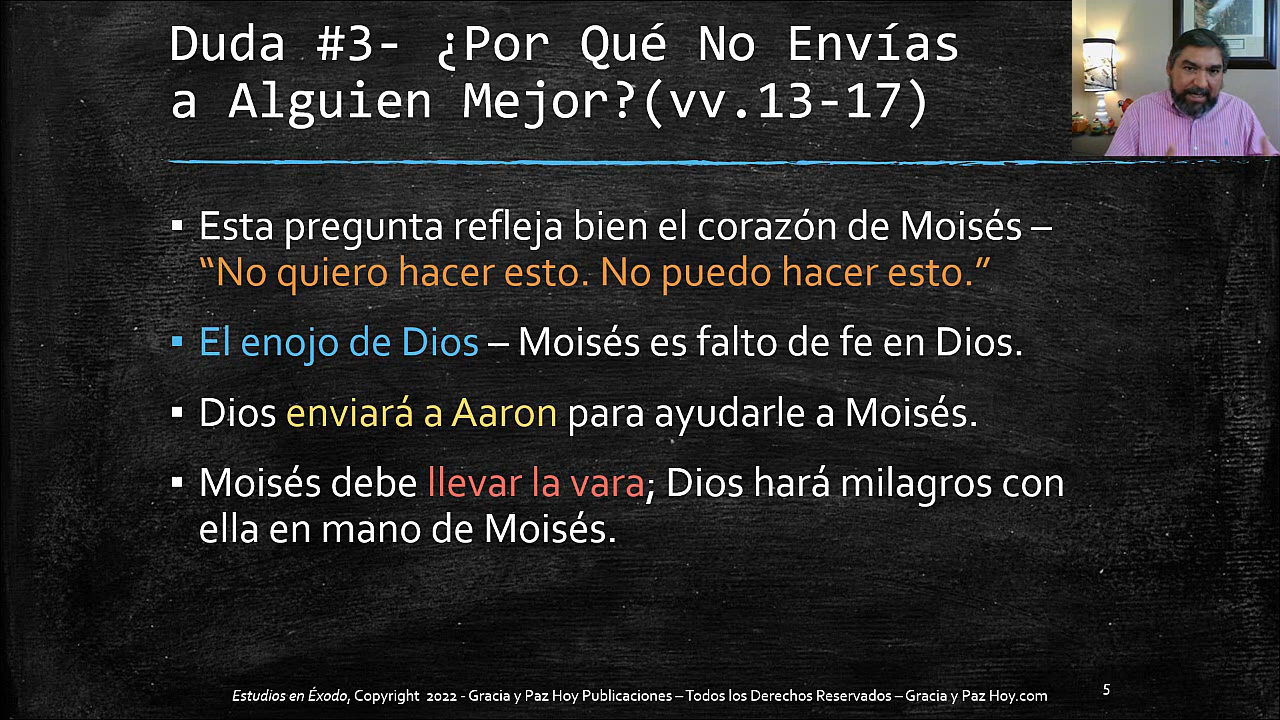 Duda #3- ¿Por Qué No Envías
a Alguien Mejor?(vv.13-17)
▪ Esta pregunta refleja bien el corazón de Moisés –
“No quiero hacer esto. No puedo hacer esto.”
▪ El enojo de Dios – Moisés es falto de fe en Dios.
▪ Dios enviará a Aaron para ayudarle a Moisés.
▪ Moisés debe llevar la vara; Dios hará milagros con
ella en mano de Moisés.
Estudios en Éxodo, Copyright 2022 - Gracia y Paz Hoy Publicaciones – Todos los Derechos Reservados – Gracia y Paz Hoy.com
5